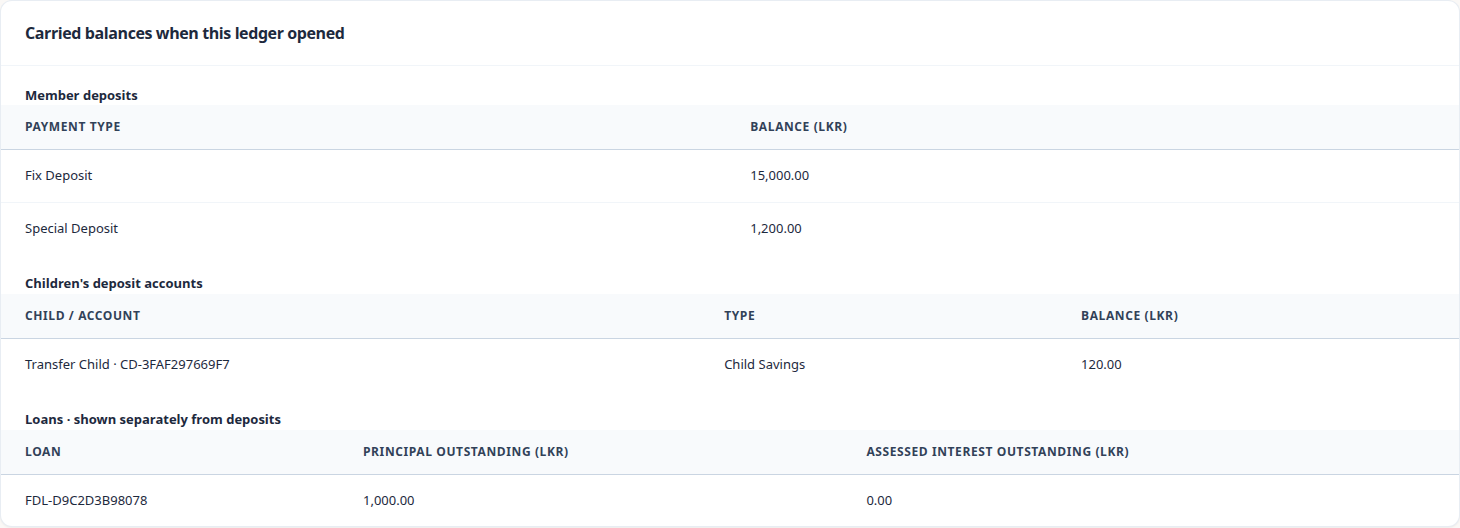 Carried balances when this ledger opened
Member deposits
PAYMENT TYPE BALANCE (LKR)
Fix Deposit 15,000.00
Special Deposit 1,200.00
Children's deposit accounts
CHILD / ACCOUNT TYPE BALANCE (LKR)
Transfer Child · CD-3FAF297669F7 Child Savings 120.00
Loans · shown separately from deposits
LOAN PRINCIPAL OUTSTANDING (LKR) ASSESSED INTEREST OUTSTANDING (LKR)
FDL-D9C2D3B98078 1,000.00 0.00